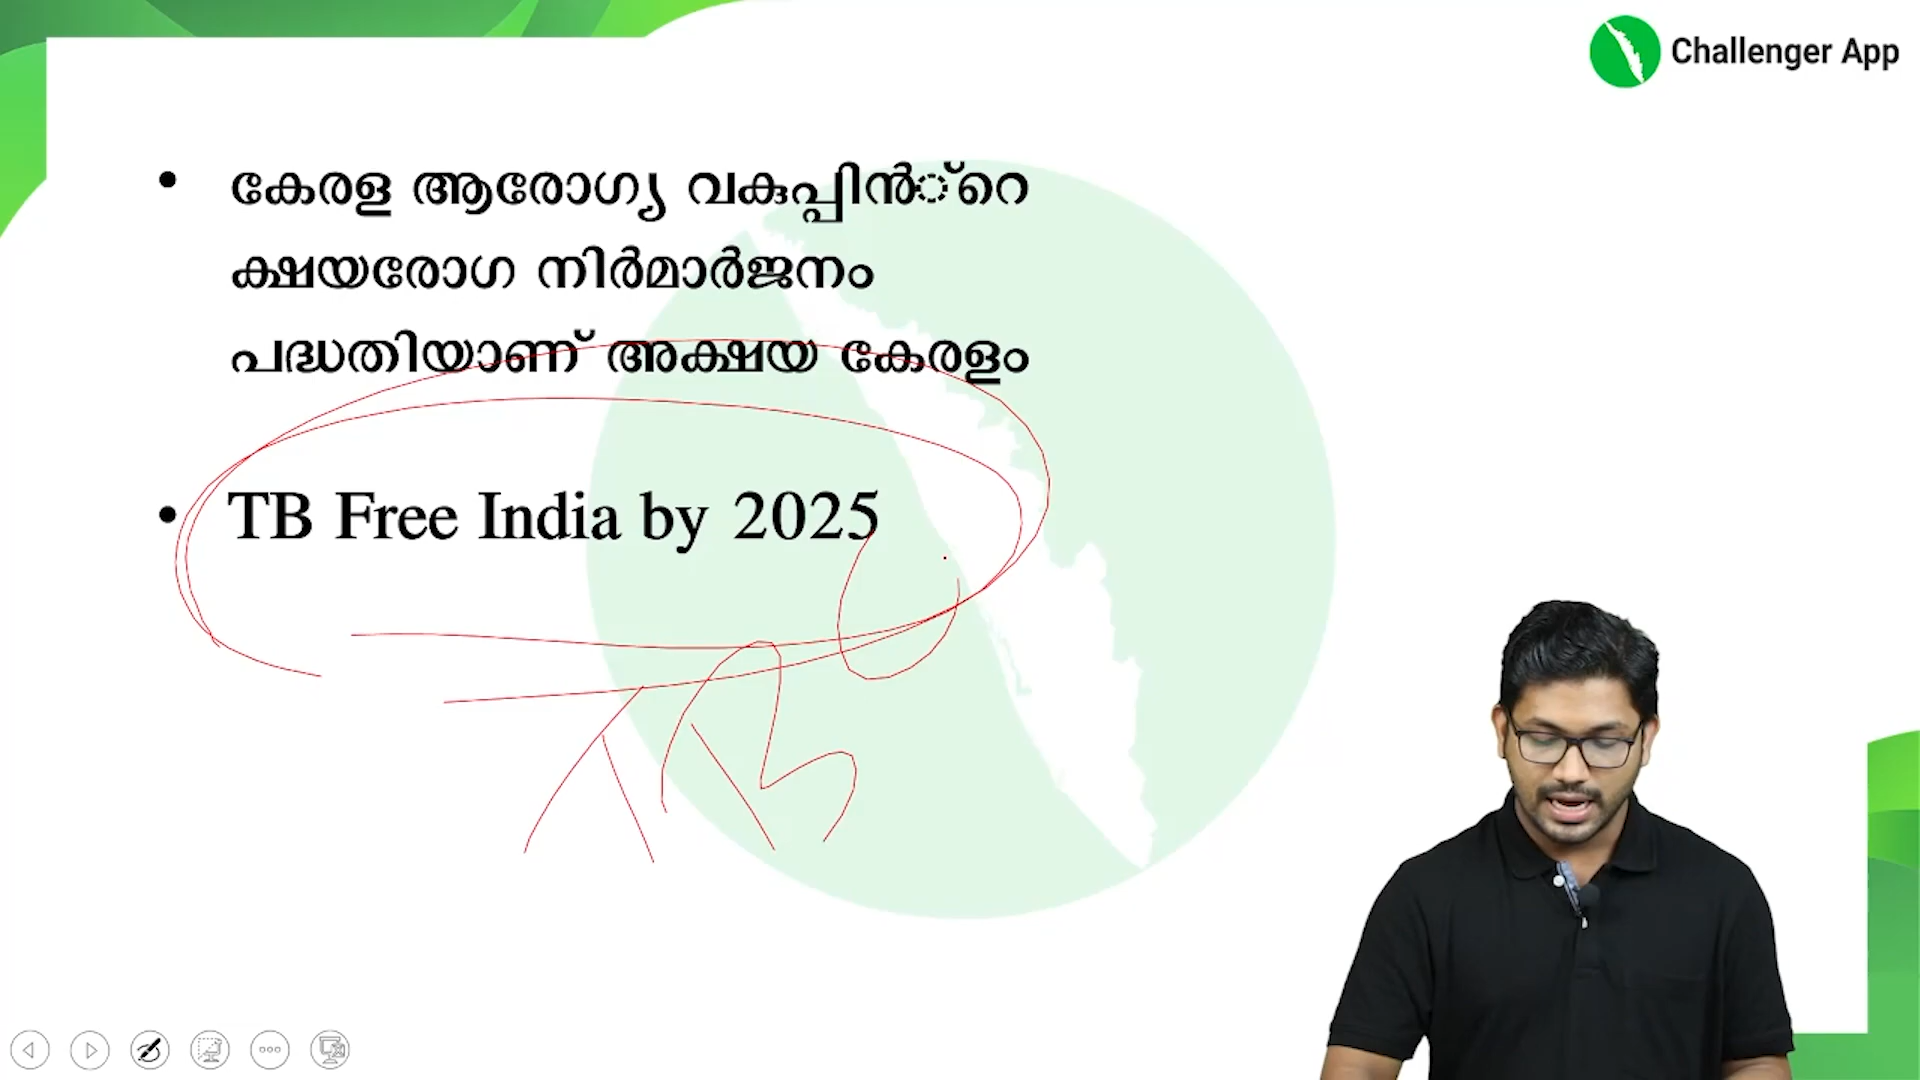 Challenger App
• കേരള ആരോഗ്യ വകുപ്പിൻ്റെ
ക്ഷയരോഗ നിർമാർജനം
പദ്ധതിയാണ് അക്ഷയ കേരളം
• TB Free India by 2025
TB